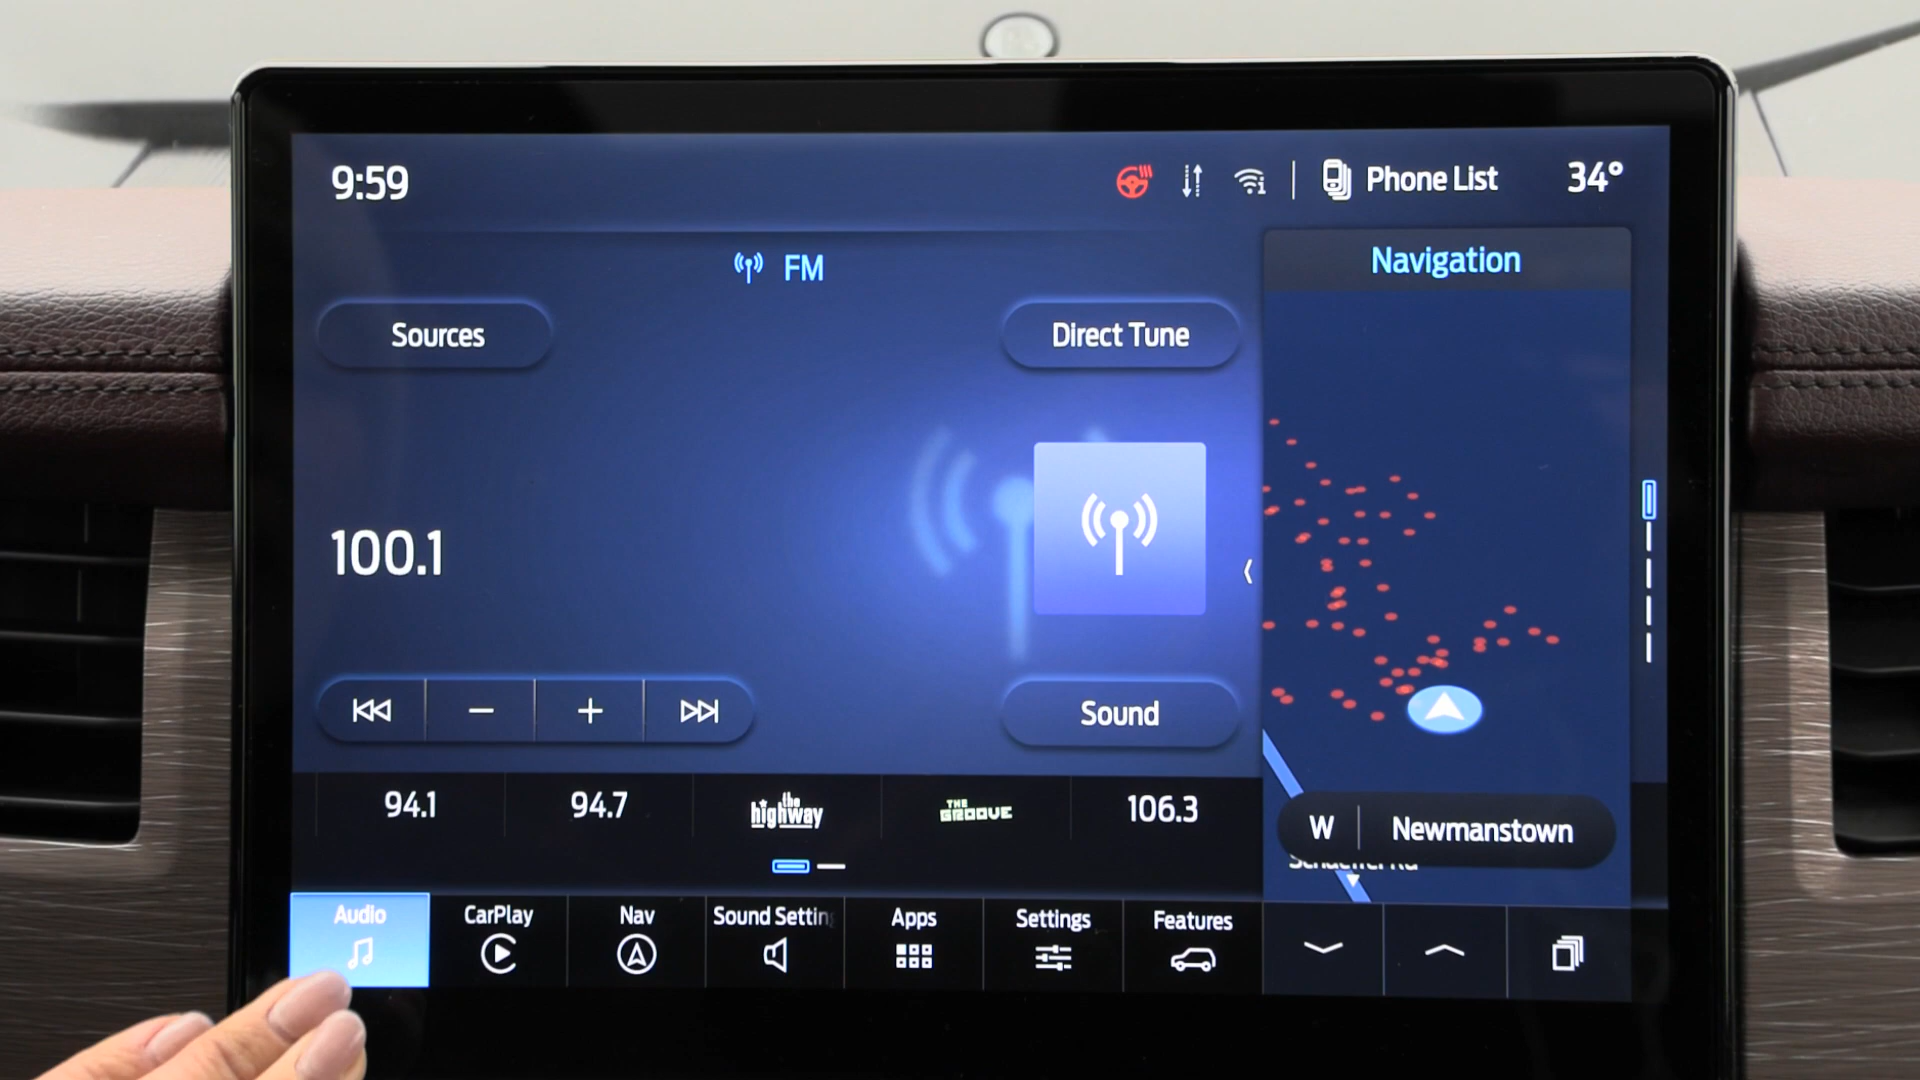 9:59
Phone List
34°
FM
Navigation
Sources
Direct Tune
100.1
Sound
94.1
94.7
the highway
THE GROOVE
106.3
W
Newmanstown
Audio
CarPlay
Nav
Sound Settin
Apps
Settings
Features